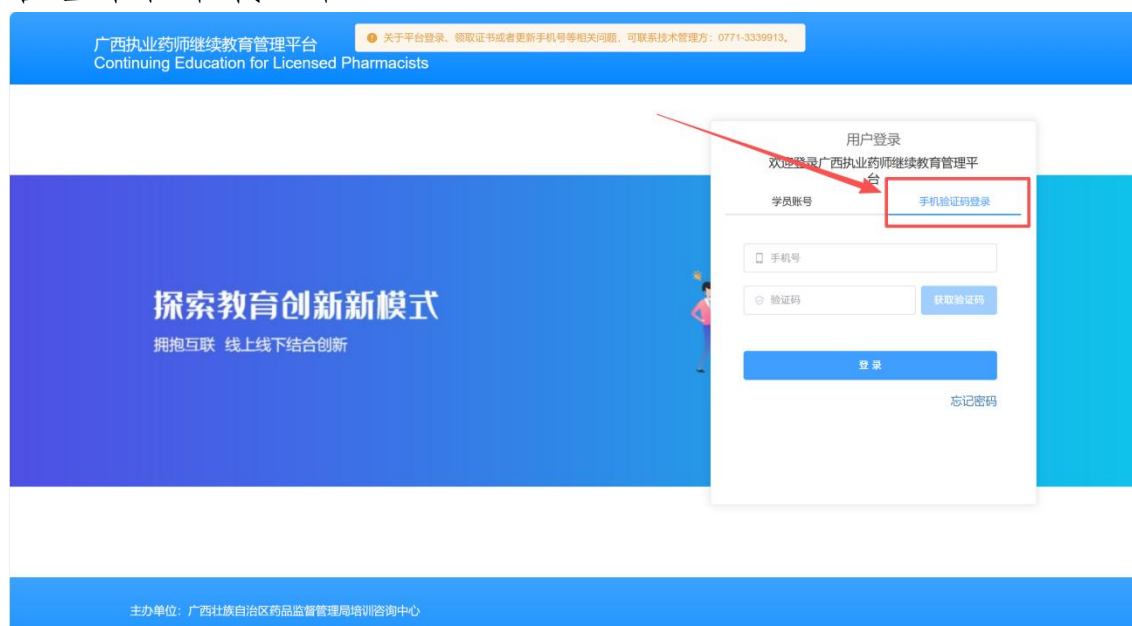 广西执业药师继续教育管理平台
Continuing Education for Licensed Pharmacists
关于平台登录、领取证书或者更新手机号等相关问题，可联系技术管理方：0771-3339913。
用户登录
欢迎登录广西执业药师继续教育管理平
台
学员账号 手机验证码登录
手机号
验证码 获取验证码
登 录
忘记密码
探索教育创新新模式
拥抱互联 线上线下结合创新
主办单位：广西壮族自治区药品监督管理局培训咨询中心